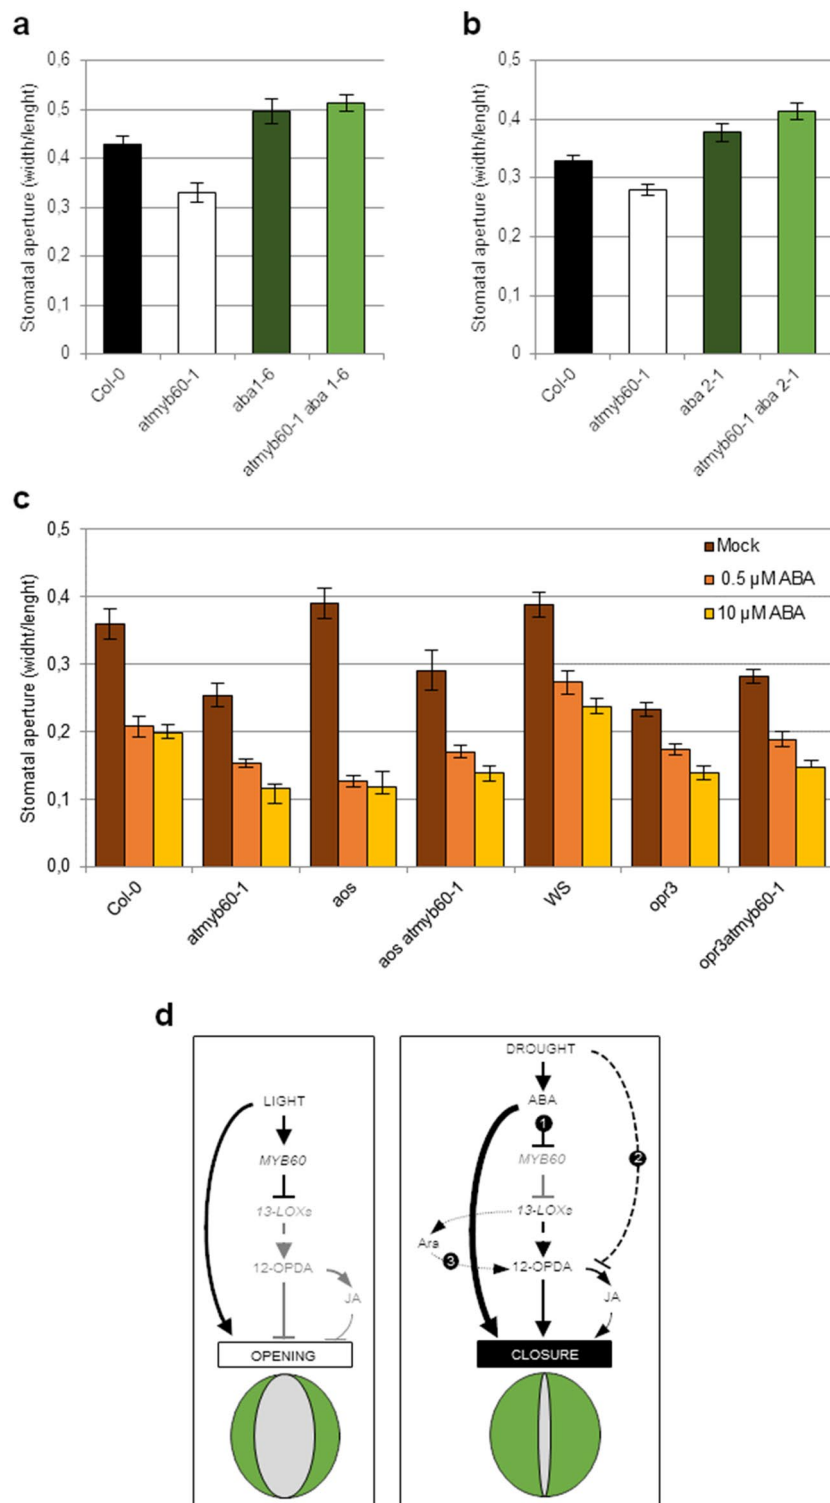 a
0,6
0,5
0,4
0,3
0,2
0,1
0
Stomatal aperture (width/lenght)
Col-0
atmyb60-1
aba1-6
atmyb60-1 aba 1-6
b
0,5
0,4
0,3
0,2
0,1
0
Stomatal aperture (width/lenght)
Col-0
atmyb60-1
aba 2-1
atmyb60-1 aba 2-1
c
0,5
0,4
0,3
0,2
0,1
0,0
Stomatal aperture (widht/lenght)
Mock
0.5 µM ABA
10 µM ABA
Col-0
atmyb60-1
aos
aos atmyb60-1
WS
opr3
opr3atmyb60-1
d
LIGHT
MYB60
13-LOXs
12-OPDA
JA
OPENING
DROUGHT
ABA
1
MYB60
2
13-LOXs
Ara
3
12-OPDA
JA
CLOSURE